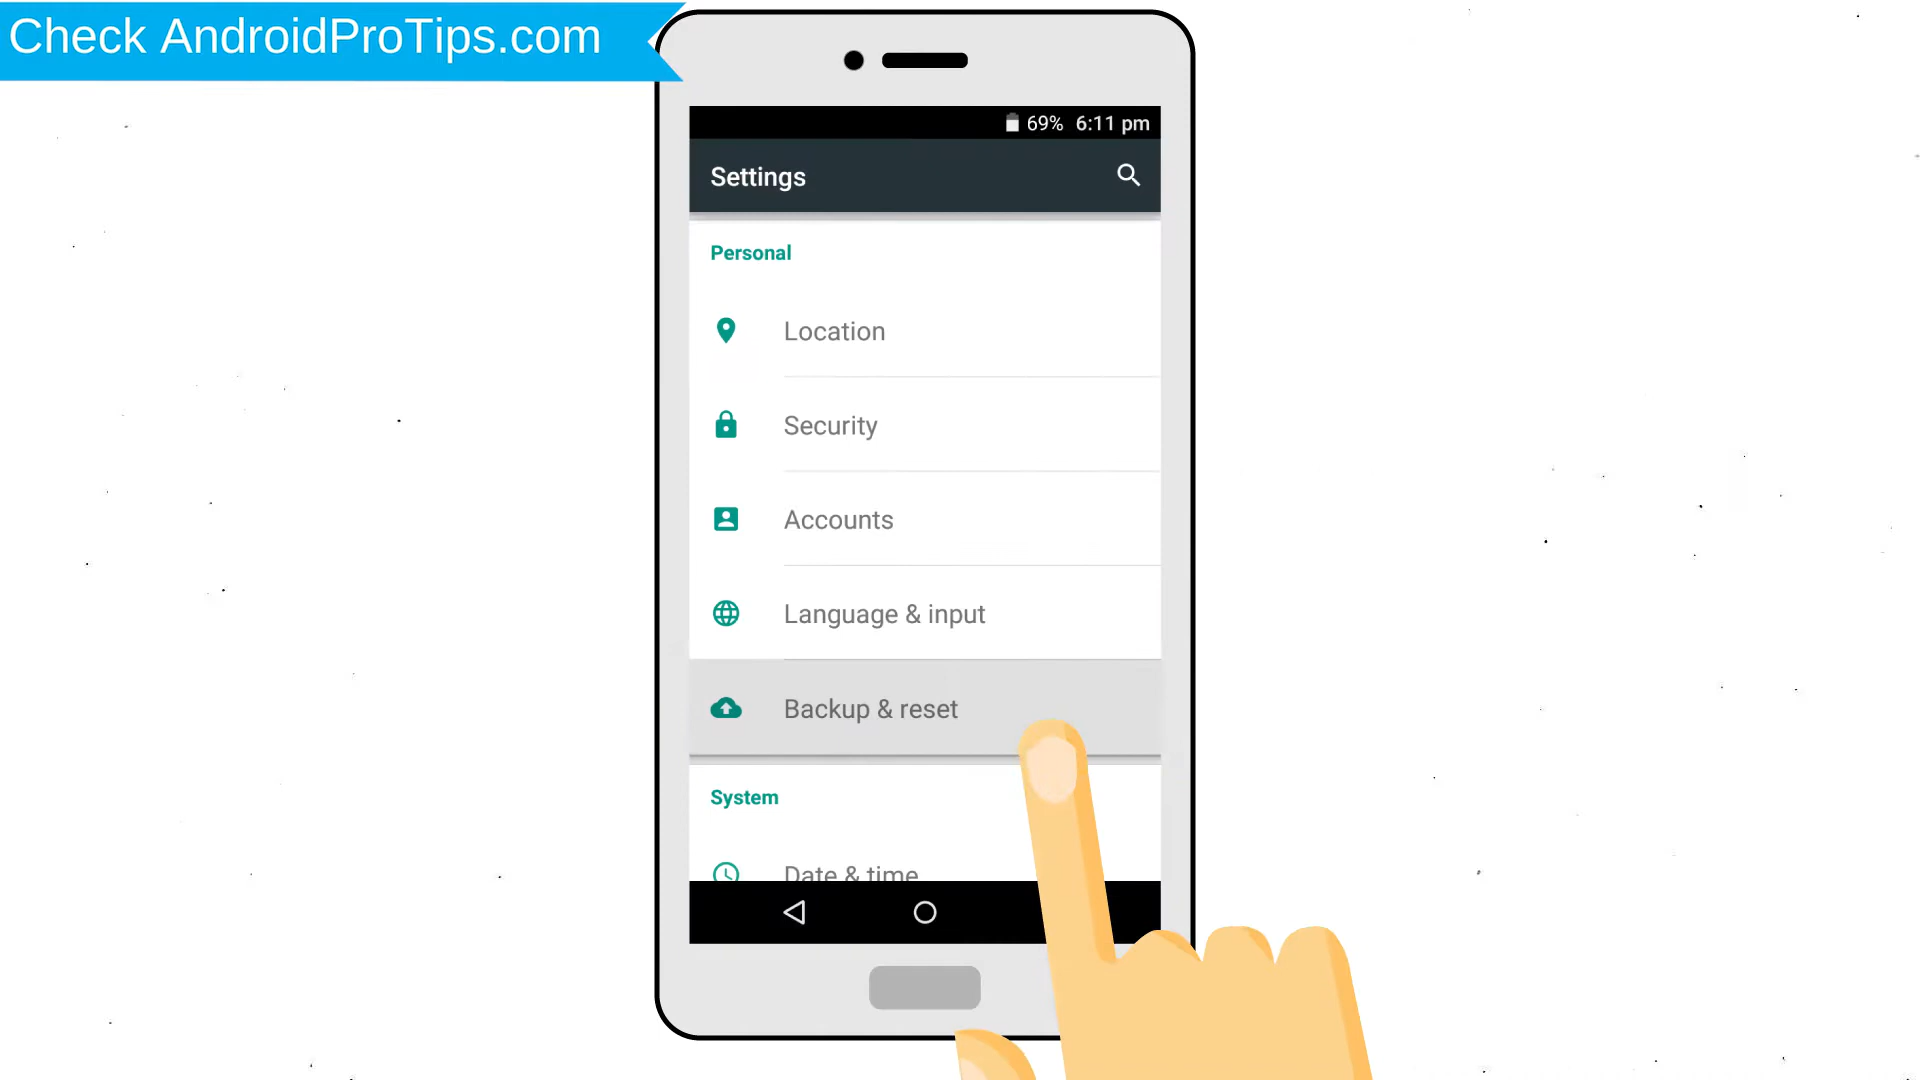 Check AndroidProTips.com
69% 6:11 pm
Settings
Personal
Location
Security
Accounts
Language & input
Backup & reset
System
Date & time